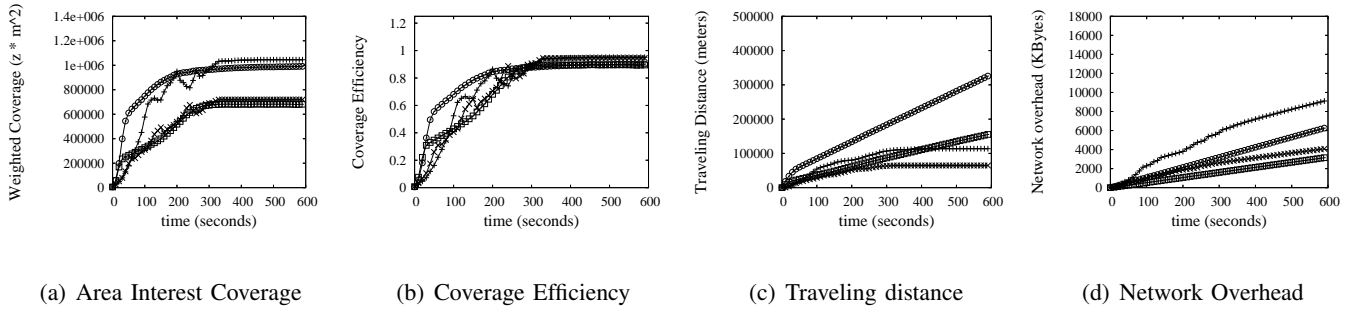 Weighted Coverage (z * m^2)
1.4e+006
1.2e+006
1e+006
800000
600000
400000
200000
0
0 100 200 300 400 500 600
time (seconds)
(a) Area Interest Coverage
Coverage Efficiency
1.2
1
0.8
0.6
0.4
0.2
0
0 100 200 300 400 500 600
time (seconds)
(b) Coverage Efficiency
Traveling Distance (meters)
500000
400000
300000
200000
100000
0
0 100 200 300 400 500 600
time (seconds)
(c) Traveling distance
Network overhead (KBytes)
18000
16000
14000
12000
10000
8000
6000
4000
2000
0
0 100 200 300 400 500 600
time (seconds)
(d) Network Overhead